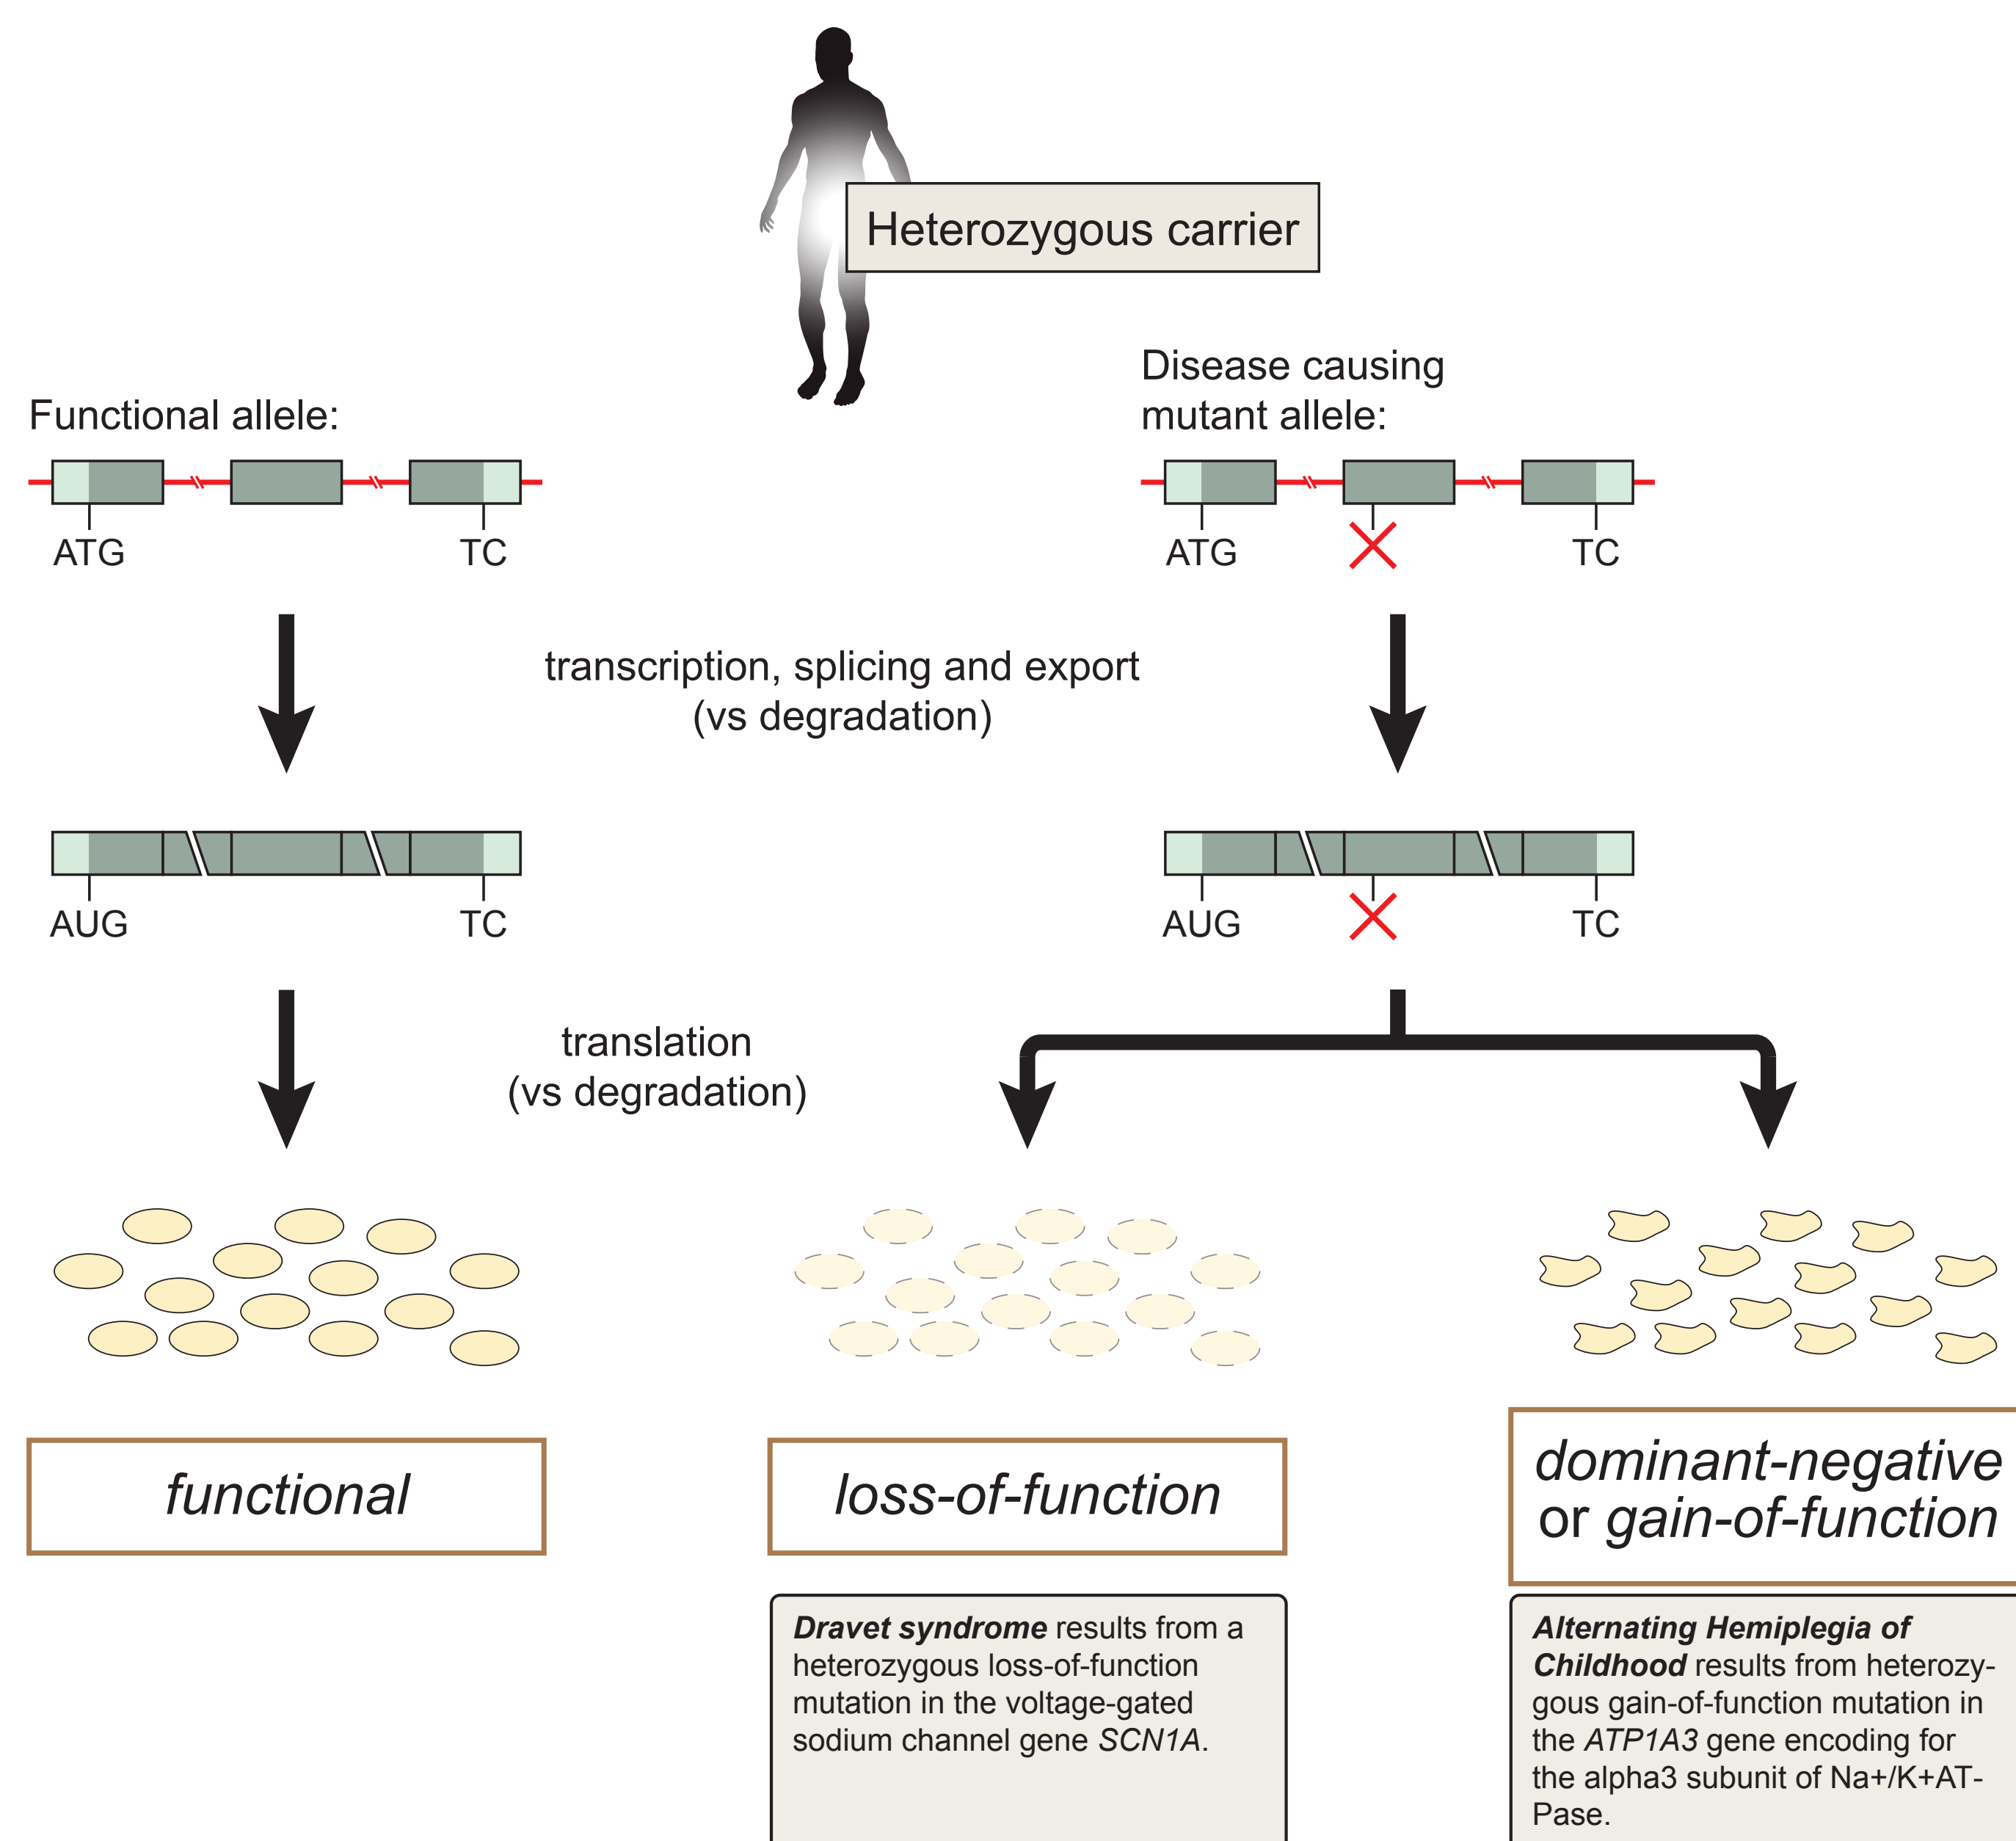 Heterozygous carrier
Functional allele:
ATG
TC
Disease causing
mutant allele:
ATG
TC
transcription, splicing and export
(vs degradation)
AUG
TC
AUG
TC
translation
(vs degradation)
functional
loss-of-function
dominant-negative
or gain-of-function
Dravet syndrome results from a
heterozygous loss-of-function
mutation in the voltage-gated
sodium channel gene SCN1A.
Alternating Hemiplegia of
Childhood results from heterozy-
gous gain-of-function mutation in
the ATP1A3 gene encoding for
the alpha3 subunit of Na+/K+AT-
Pase.